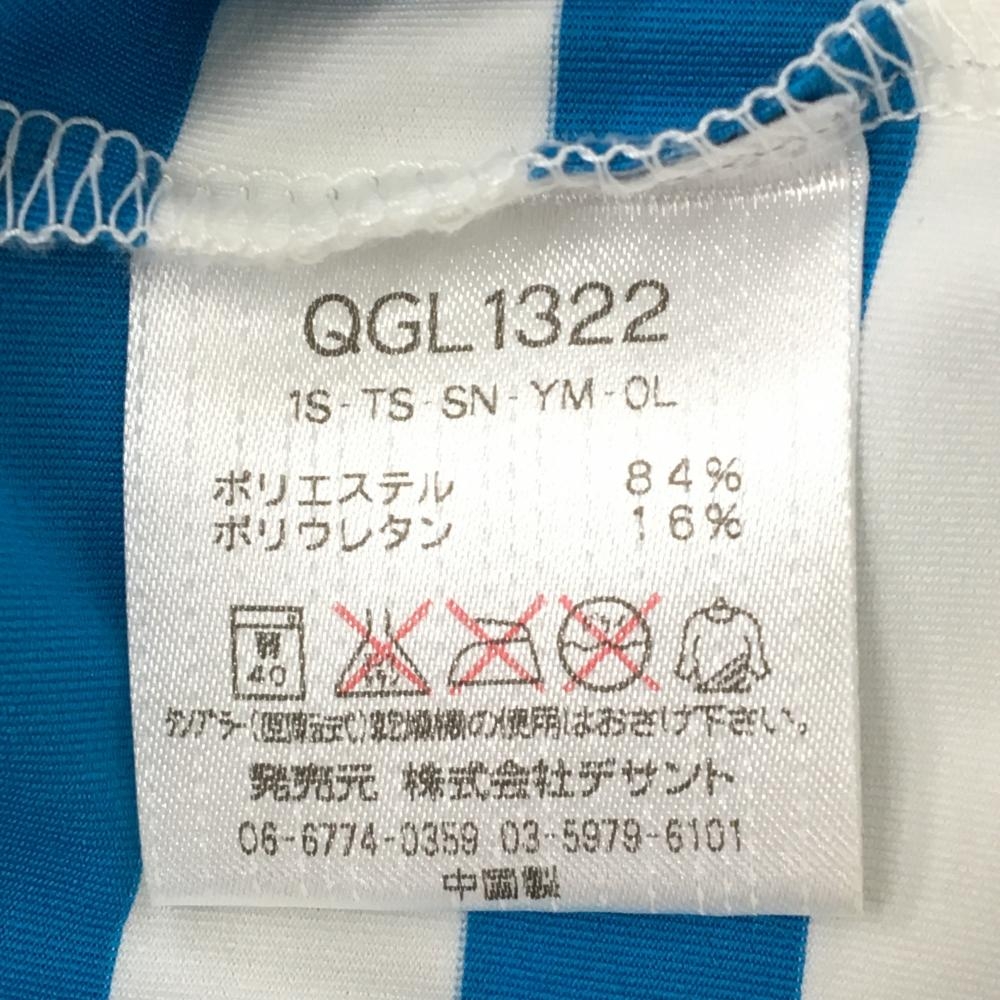 QGL1322
1S-TS-SN-YM-OL
ポリエステル 84%
ポリウレタン 16%
40
タンブラー(回転式)乾燥機の使用はおさけ下さい。
発売元 株式会社デサント
06-6774-0359 03-5979-6101
中国製